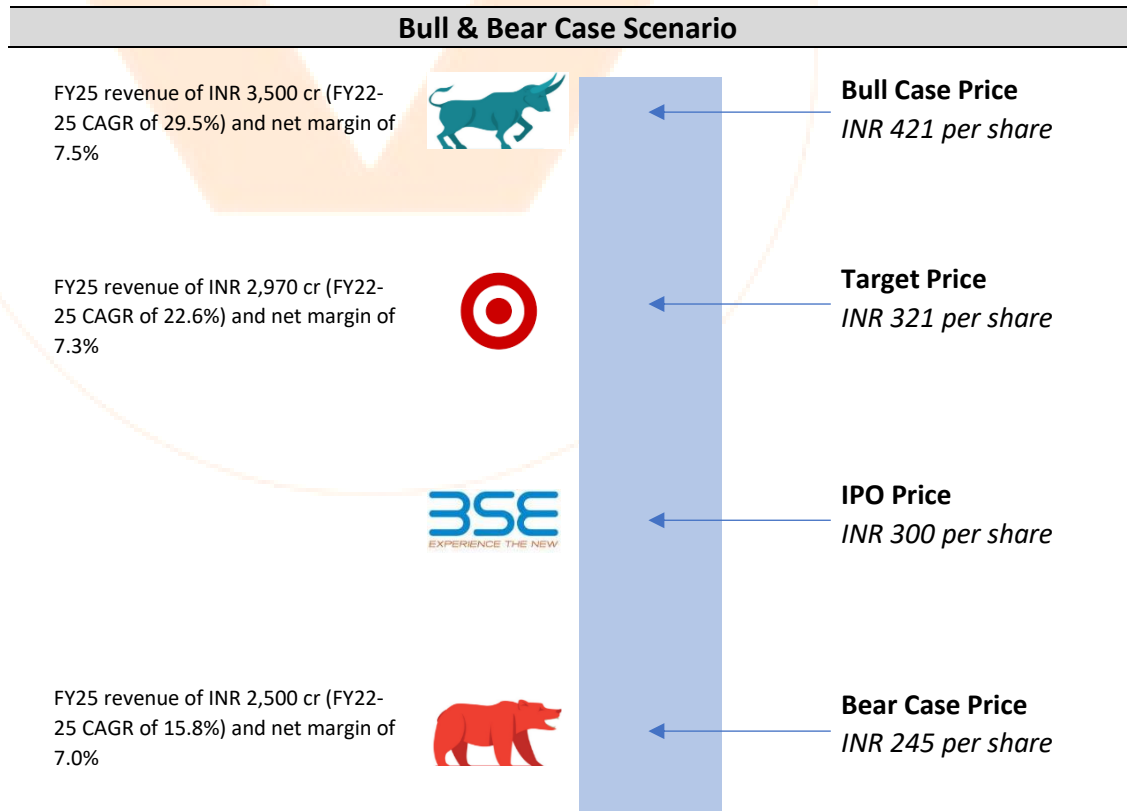 Bull & Bear Case Scenario
FY25 revenue of INR 3,500 cr (FY22-
25 CAGR of 29.5%) and net margin of
7.5%
Bull Case Price
INR 421 per share
FY25 revenue of INR 2,970 cr (FY22-
25 CAGR of 22.6%) and net margin of
7.3%
Target Price
INR 321 per share
BSE
EXPERIENCE THE NEW
IPO Price
INR 300 per share
FY25 revenue of INR 2,500 cr (FY22-
25 CAGR of 15.8%) and net margin of
7.0%
Bear Case Price
INR 245 per share